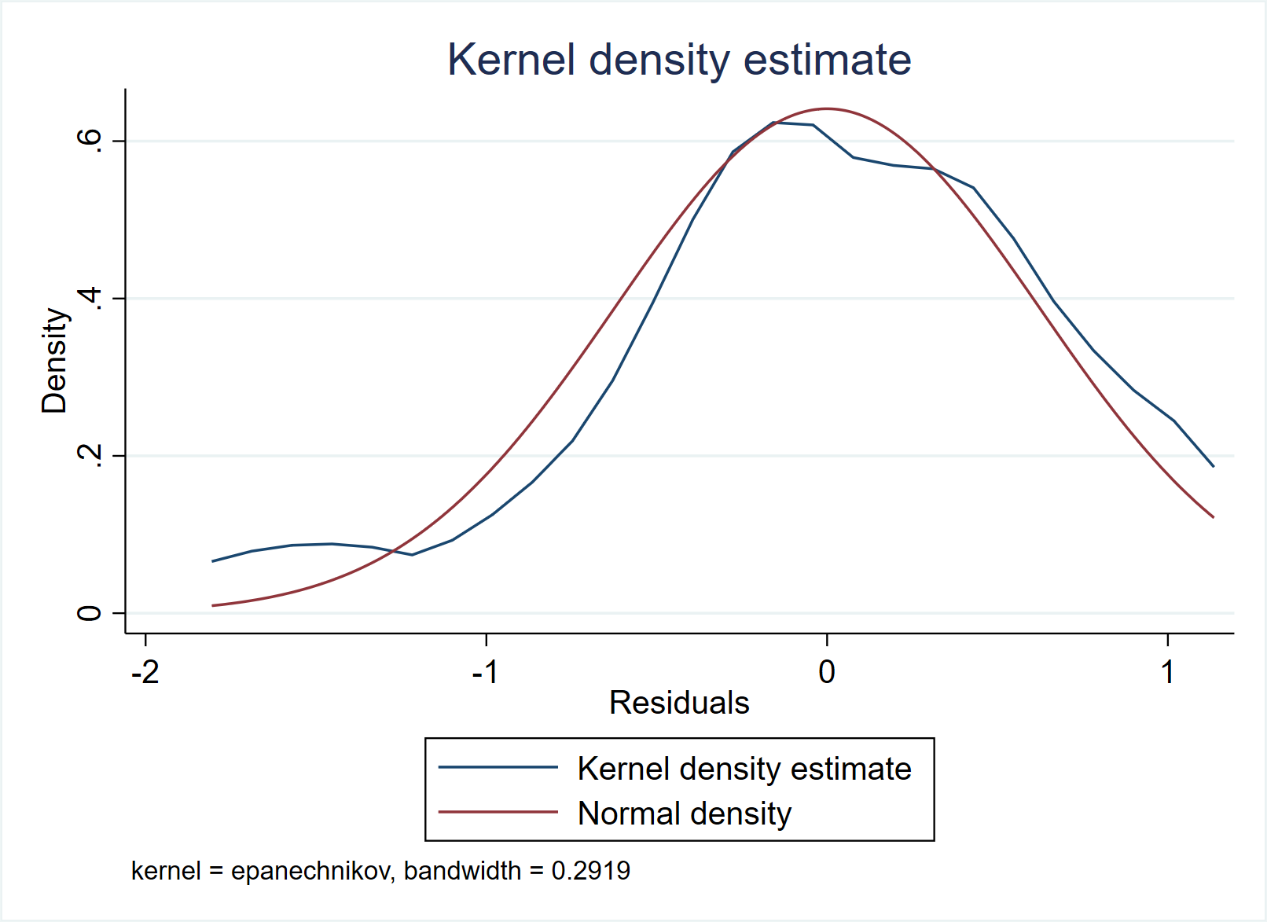 Kernel density estimate
.6
.4
.2
0
Density
-2 -1 0 1
Residuals
Kernel density estimate
Normal density
kernel = epanechnikov, bandwidth = 0.2919